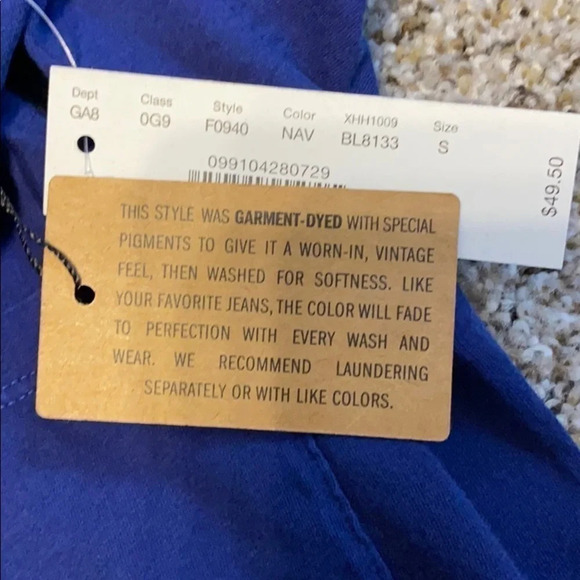 Dept Class Style Color XHH1009 Size
GA8 0G9 F0940 NAV BL8133 S
099104280729
$49.50
THIS STYLE WAS GARMENT-DYED WITH SPECIAL
PIGMENTS TO GIVE IT A WORN-IN, VINTAGE
FEEL, THEN WASHED FOR SOFTNESS. LIKE
YOUR FAVORITE JEANS, THE COLOR WILL FADE
TO PERFECTION WITH EVERY WASH AND
WEAR. WE RECOMMEND LAUNDERING
SEPARATELY OR WITH LIKE COLORS.